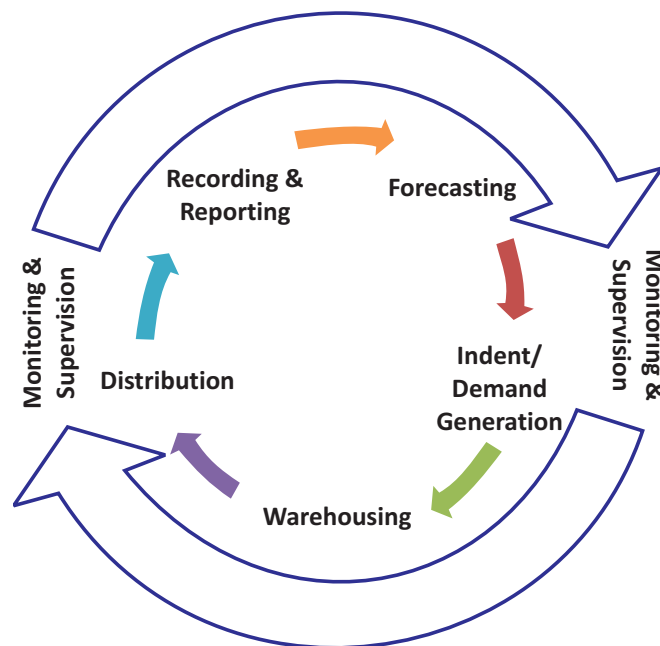 Recording &
Reporting
Forecasting
Monitoring &
Supervision
Monitoring &
Supervision
Indent/
Demand
Generation
Distribution
Warehousing